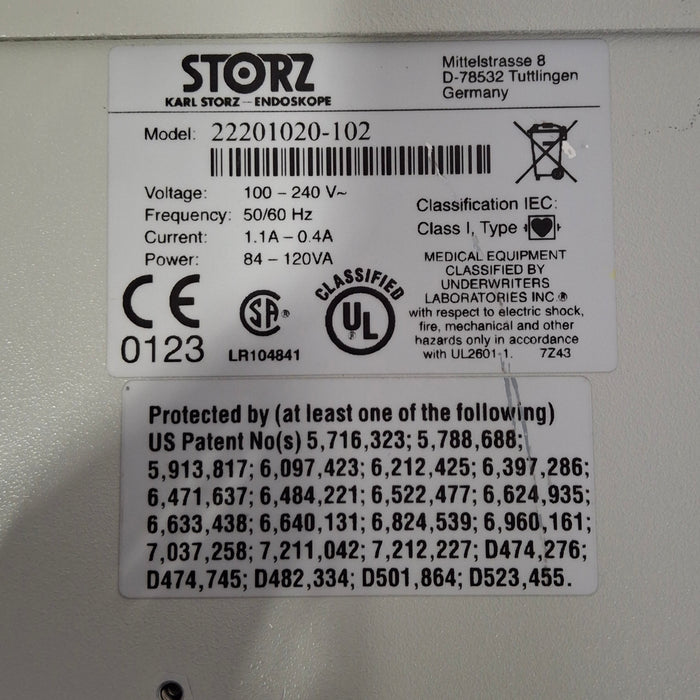 STORZ
KARL STORZ — ENDOSKOPE
Mittelstrasse 8
D-78532 Tuttlingen
Germany
Model: 22201020-102
Voltage: 100 – 240 V~
Frequency: 50/60 Hz
Current: 1.1A – 0.4A
Power: 84 – 120VA
Classification IEC:
Class I, Type
MEDICAL EQUIPMENT
CLASSIFIED BY
UNDERWRITERS
LABORATORIES INC.®
with respect to electric shock,
fire, mechanical and other
hazards only in accordance
with UL2601-1. 7Z43
CE
0123
SA®
LR104841
CLASSIFIED
UL®
Protected by (at least one of the following)
US Patent No(s) 5,716,323; 5,788,688;
5,913,817; 6,097,423; 6,212,425; 6,397,286;
6,471,637; 6,484,221; 6,522,477; 6,624,935;
6,633,438; 6,640,131; 6,824,539; 6,960,161;
7,037,258; 7,211,042; 7,212,227; D474,276;
D474,745; D482,334; D501,864; D523,455.